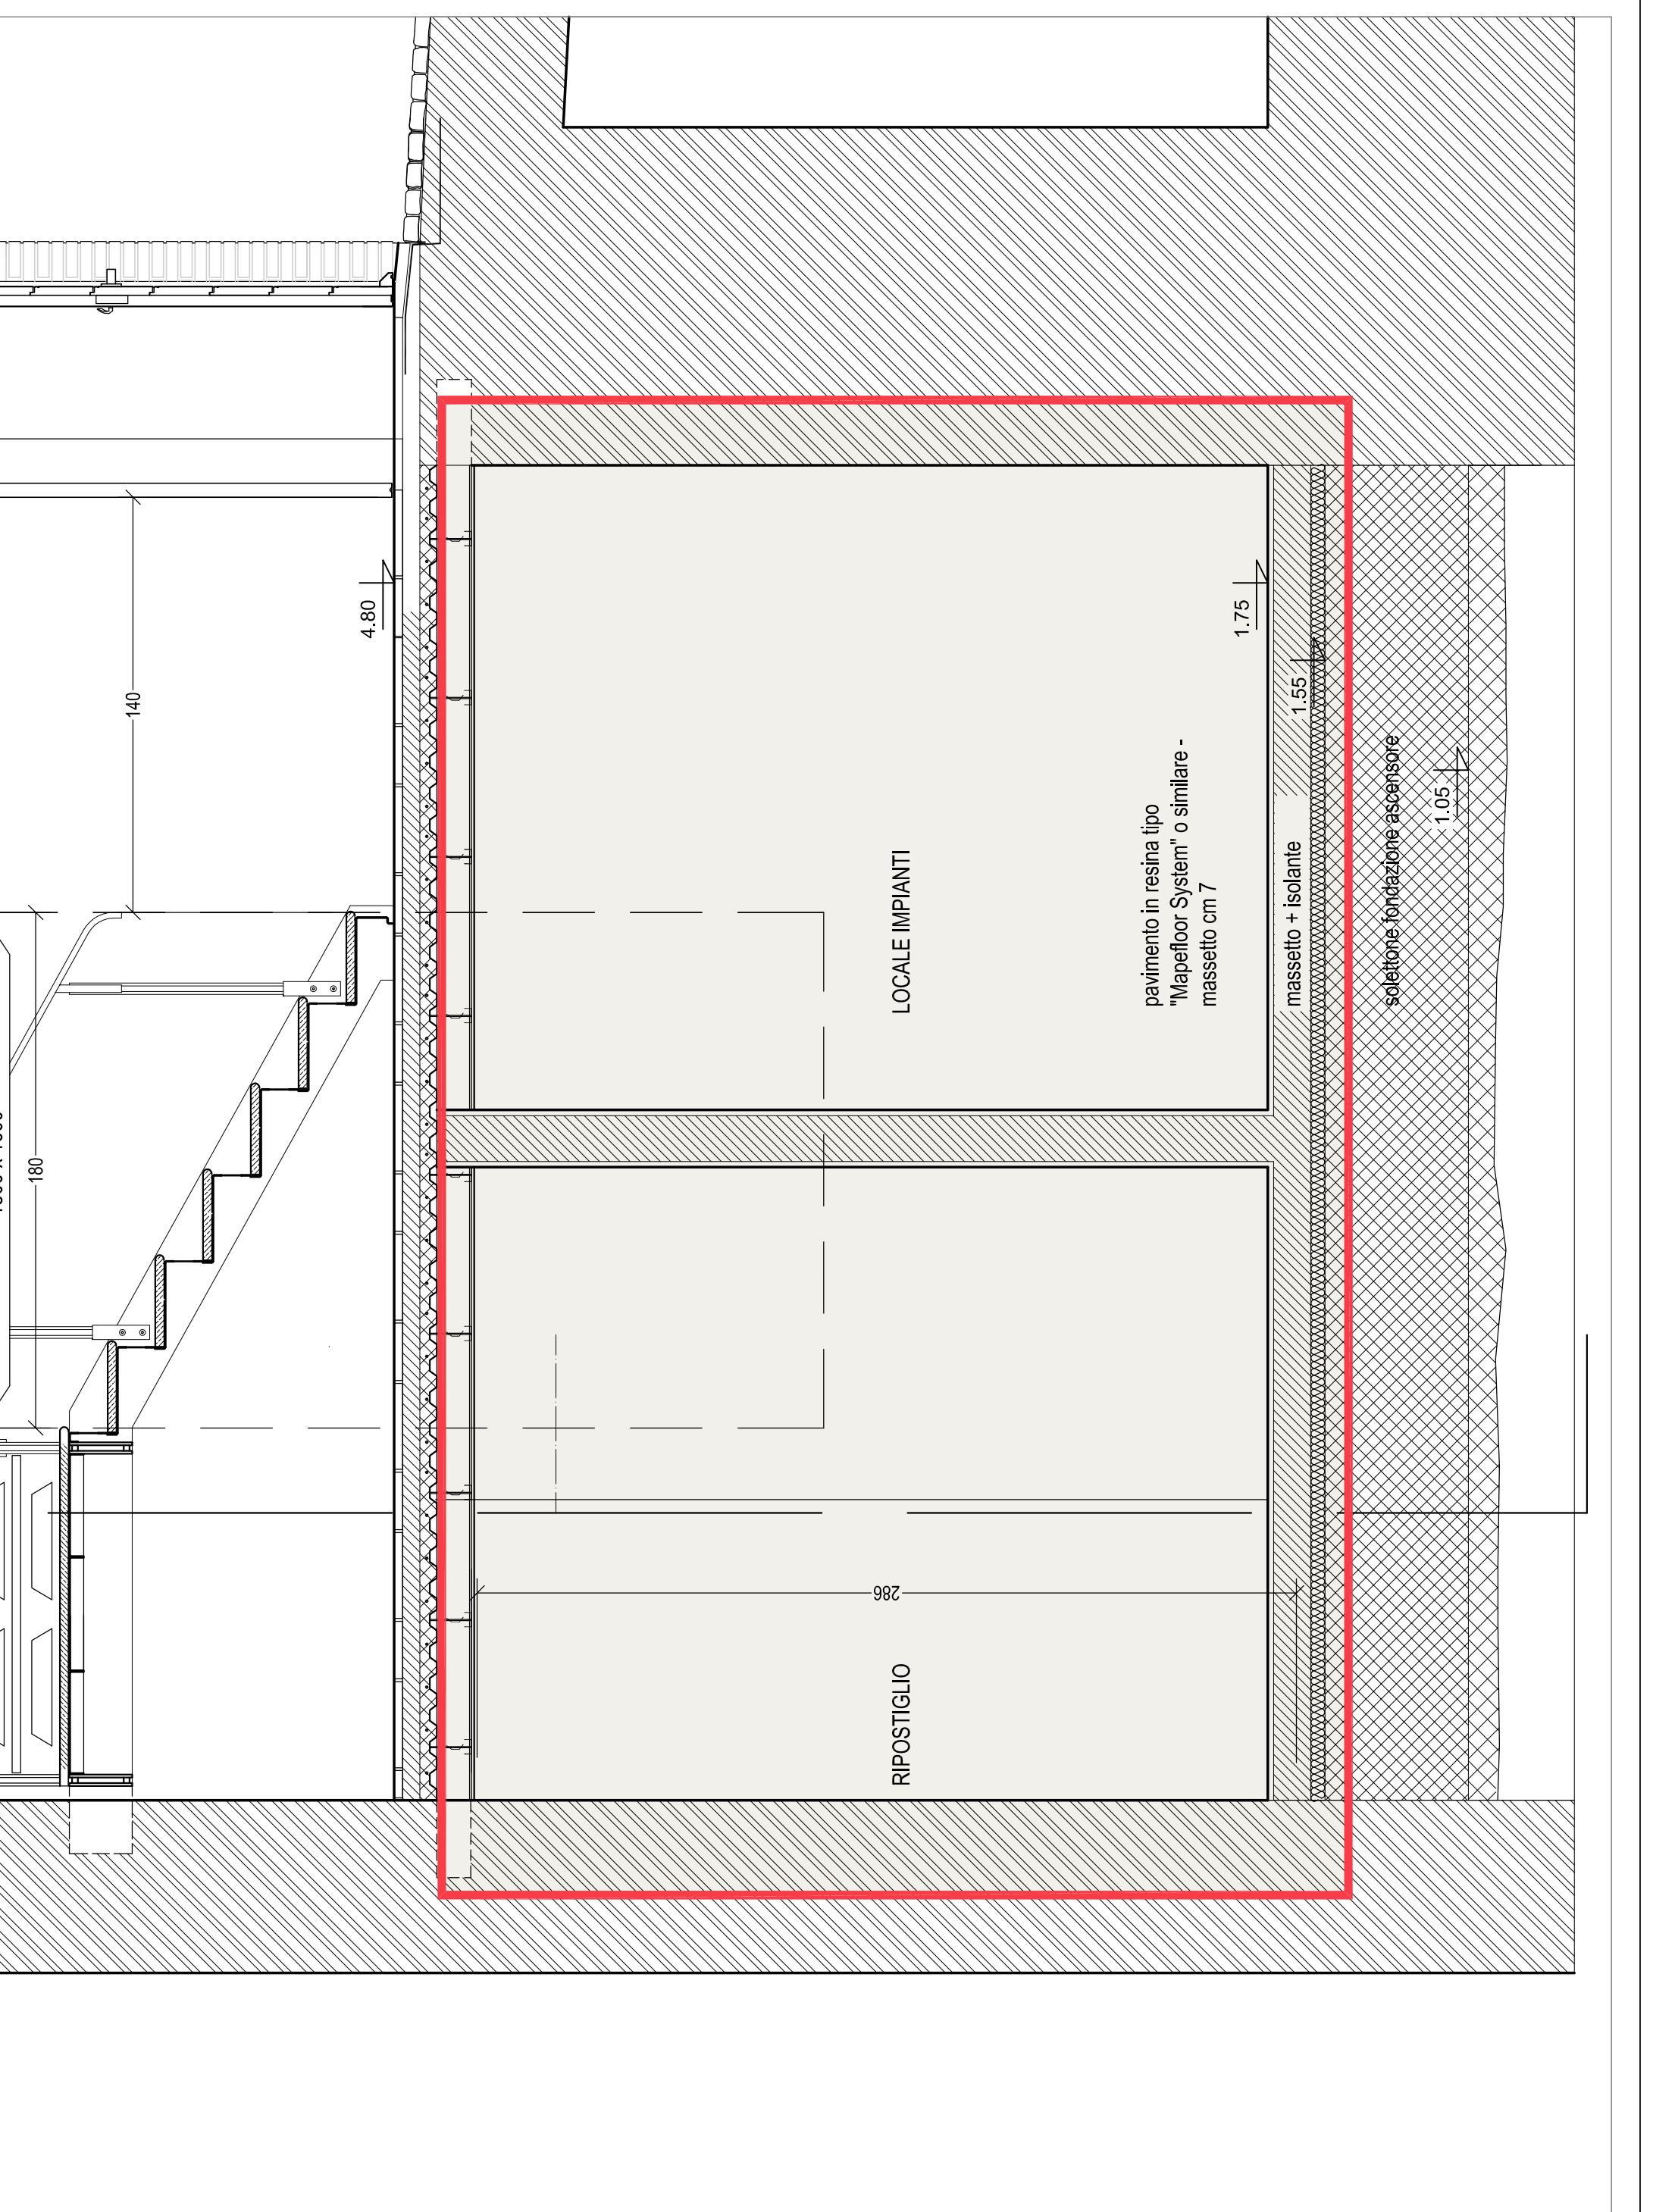 4.80
140
180
LOCALE IMPIANTI
pavimento in resina tipo
"Mapefloor System" o similare -
massetto cm 7
1.75
massetto + isolante
1.55
solettone fondazione ascensore
1.05
RIPOSTIGLIO
286